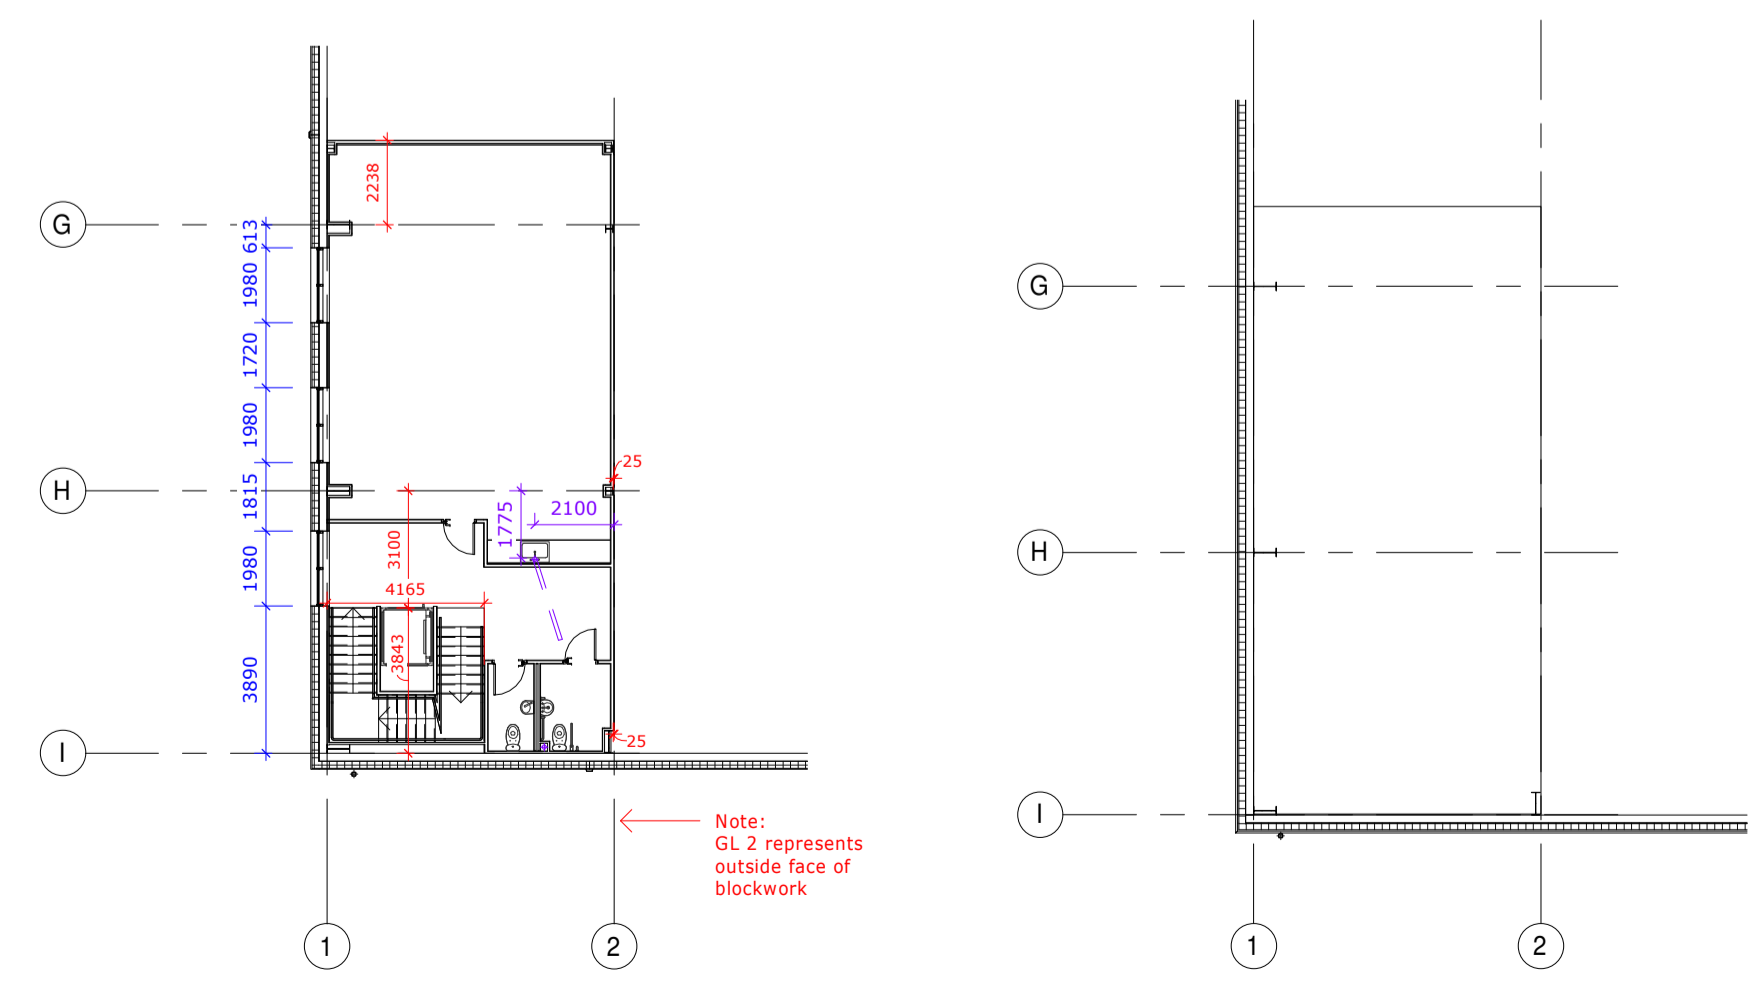 2238
G
613
1980
1720
1980
H
1815
25
1775
2100
3100
1980
4165
3843
3890
25
I
Note:
GL 2 represents
outside face of
blockwork
1
2
G
H
I
1
2